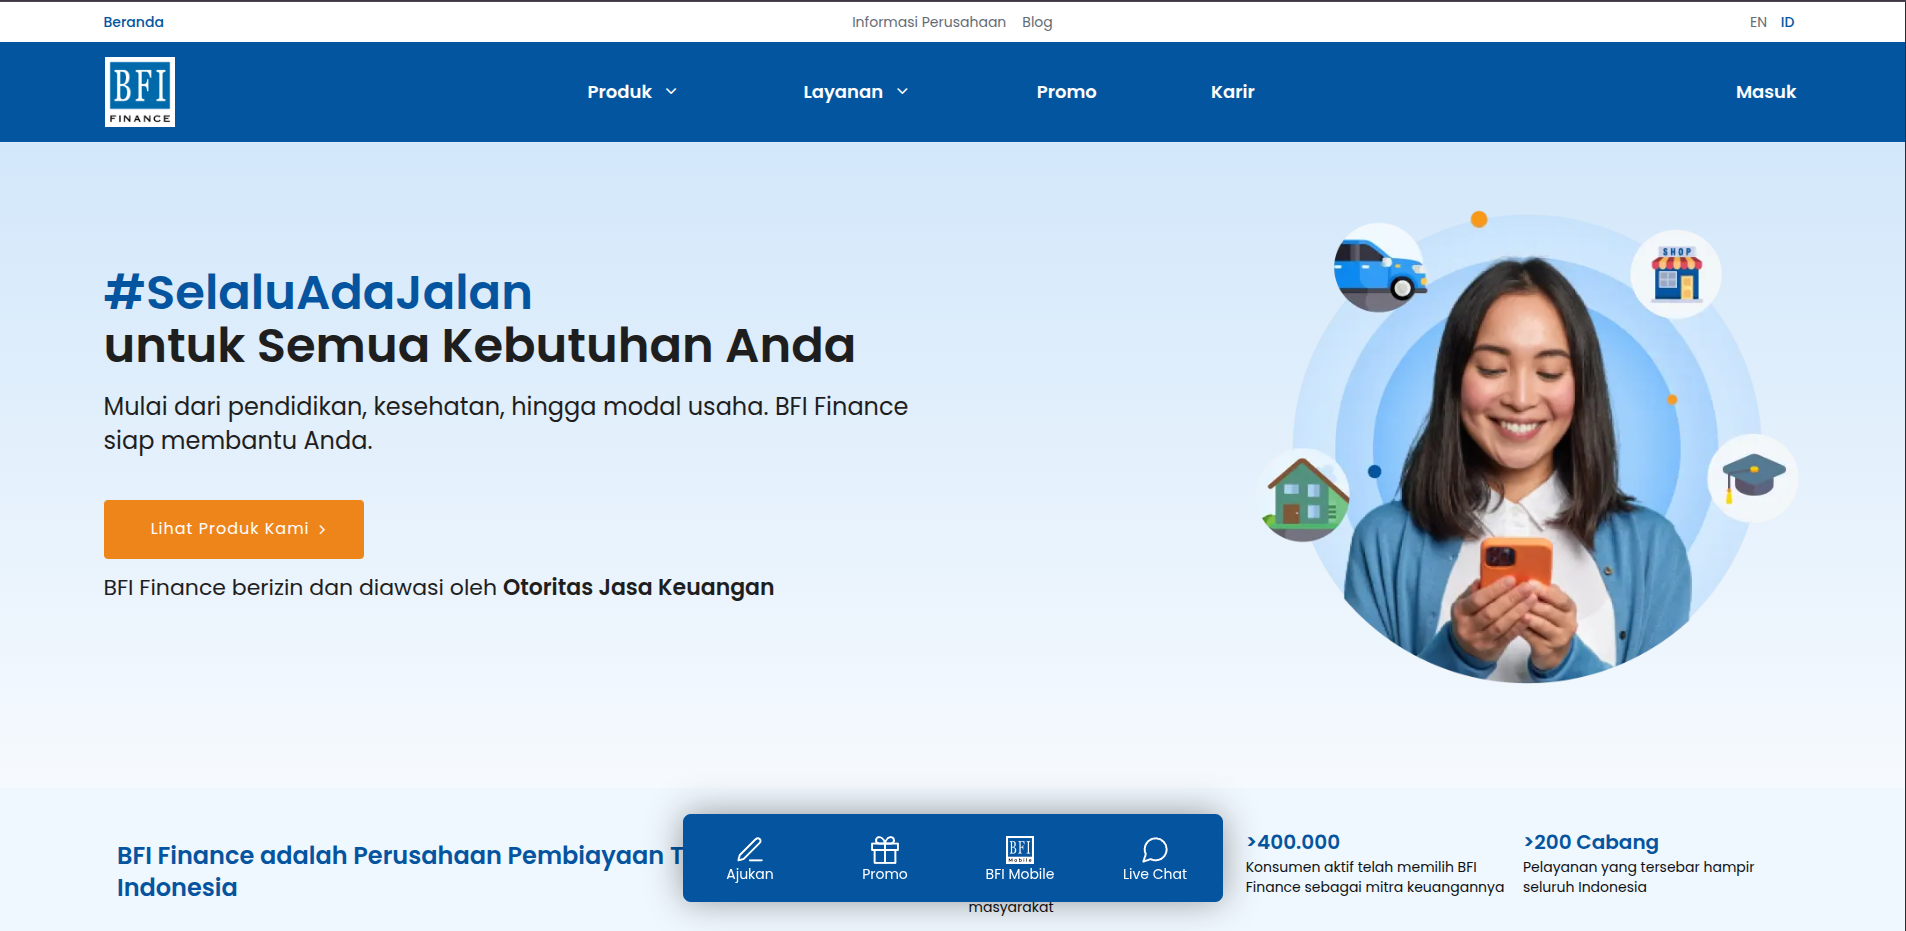 Beranda
Informasi Perusahaan
Blog
EN
ID
BFI
FINANCE
Produk
Layanan
Promo
Karir
Masuk
#SelaluAdaJalan
untuk Semua Kebutuhan Anda
Mulai dari pendidikan, kesehatan, hingga modal usaha. BFI Finance
siap membantu Anda.
Lihat Produk Kami
BFI Finance berizin dan diawasi oleh Otoritas Jasa Keuangan
SHOP
BFI Finance adalah Perusahaan Pembiayaan T
Indonesia
masyarakat
>400.000
Konsumen aktif telah memilih BFI
Finance sebagai mitra keuangannya
>200 Cabang
Pelayanan yang tersebar hampir
seluruh Indonesia
Ajukan
Promo
BFI
Mobile
BFI Mobile
Live Chat